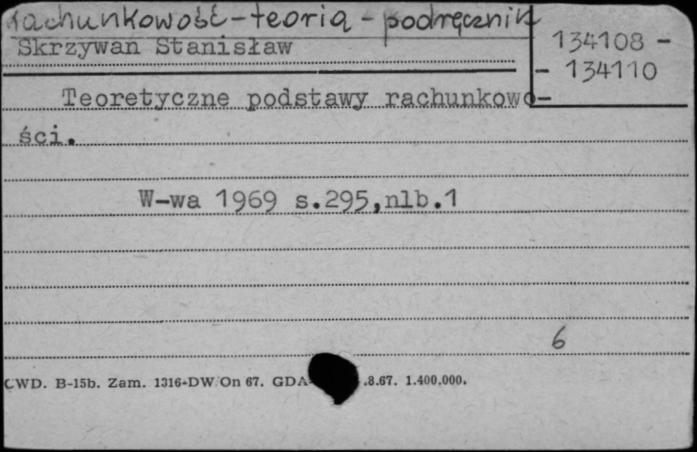 rachunkowość - teoria - podręcznik
134108 -
Skrzywan Stanisław
- 134110
Teoretyczne podstawy rachunkowo-
ści.
W-wa 1969 s.295,nlb.1
6
CWD. B-15b. Zam. 1316-DW/On 67. GDA .8.67. 1.400.000.